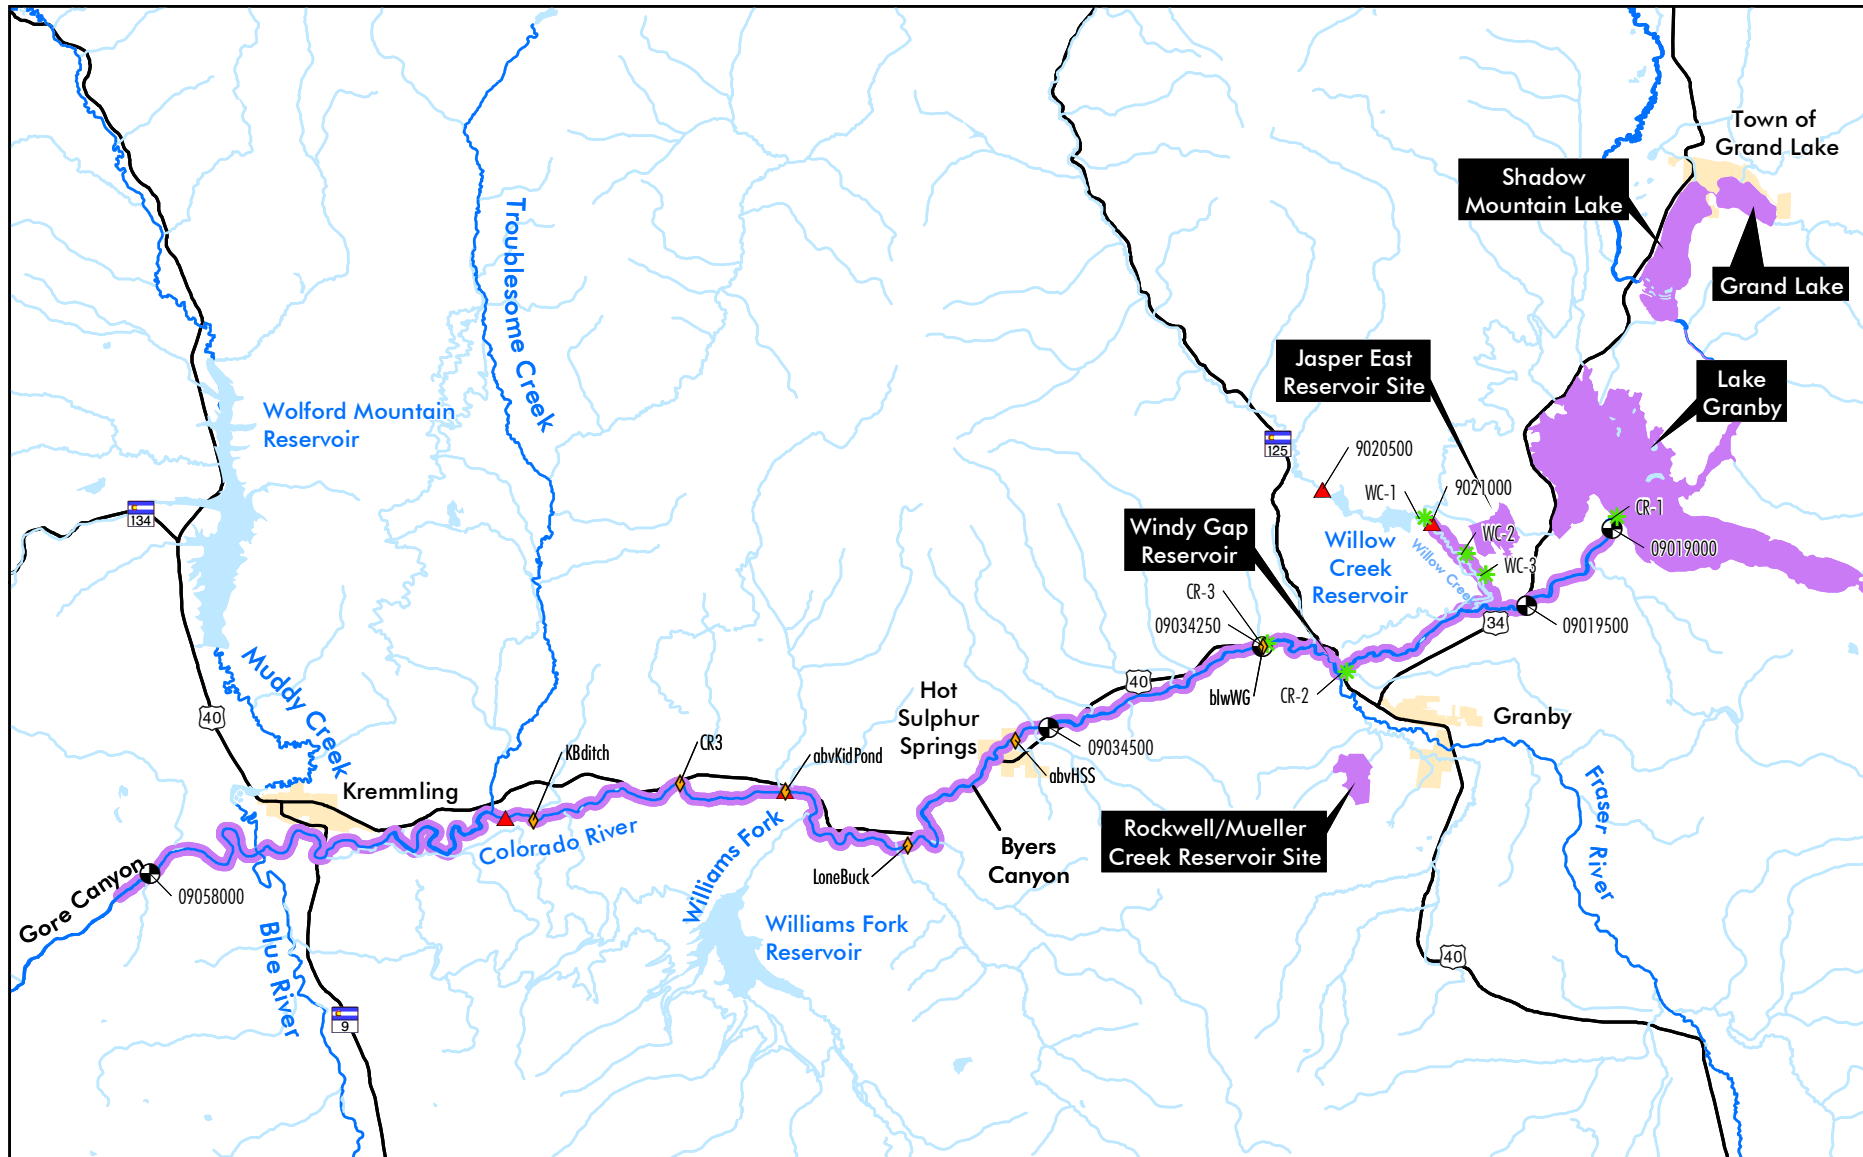 Town of
Grand Lake
Shadow
Mountain Lake
Grand Lake
Troublesome Creek
Jasper East
Reservoir Site
Lake
Granby
Wolford Mountain
Reservoir
125
9020500
WC-1
9021000
CR-1
134
Windy Gap
Reservoir
Willow
Creek
Reservoir
Willow Creek
WC-2
09019000
WC-3
CR-3
09034250
34
09019500
Muddy Creek
40
Hot
Sulphur
Springs
40
blwWG
CR-2
Granby
KBditch
CR3
abvKidPond
09034500
abvHSS
Kremmling
Fraser River
Colorado River
Williams Fork
Byers
Canyon
Rockwell/Mueller
Creek Reservoir Site
LoneBuck
Gore Canyon
09058000
Blue River
Williams Fork
Reservoir
40
9